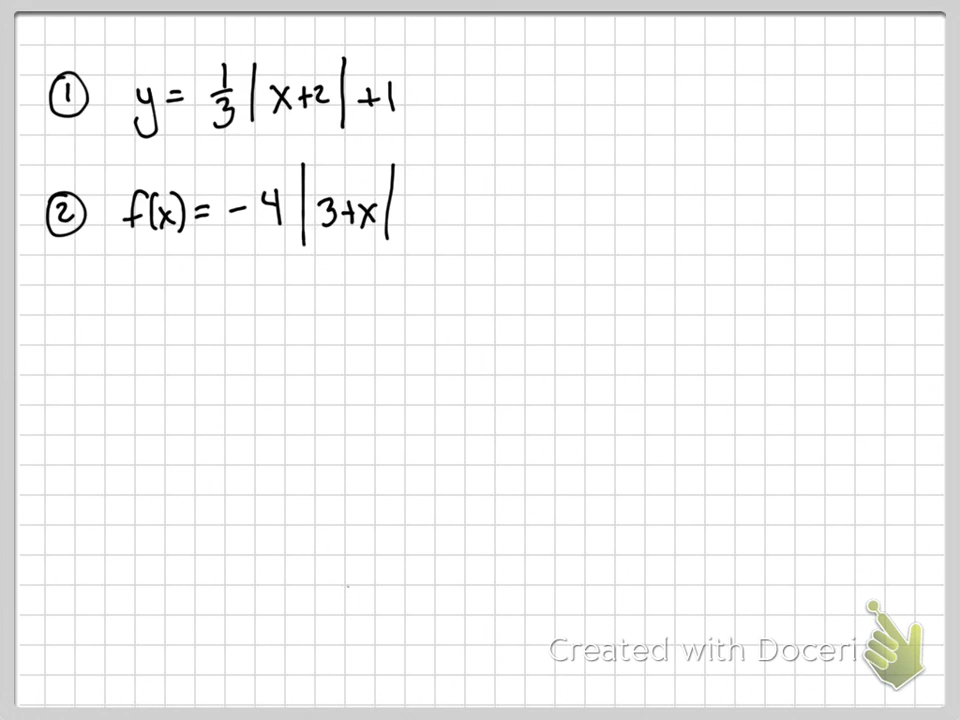 ① y = 1/3 |x+2| +1
② f(x) = -4 |3+x|
Created with Doceri